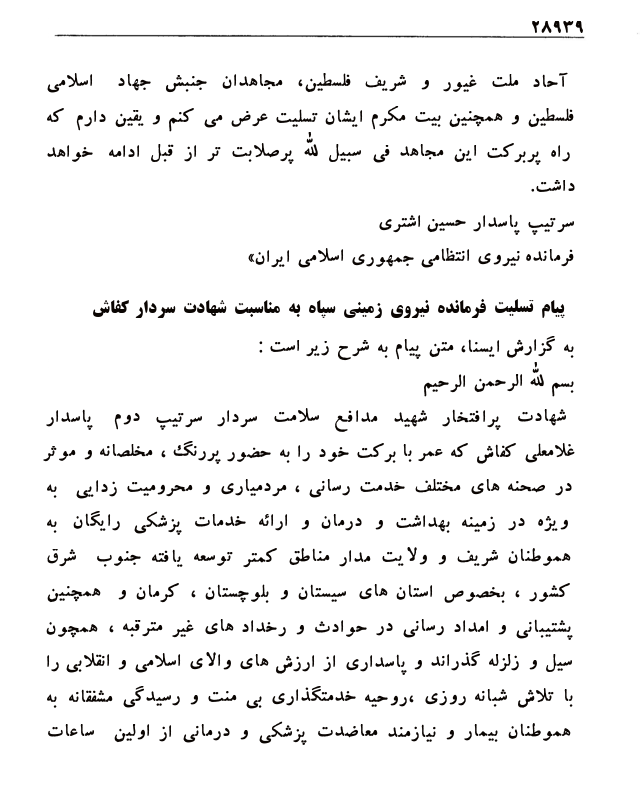 ۲۸۹۳۹
آحاد ملت غیور و شریف فلسطین، مجاهدان جنبش جهاد اسلامی
فلسطین و همچنین بیت مکرم ایشان تسلیت عرض می کنم و یقین دارم که
راه پربرکت این مجاهد فی سبیل الله پرصلابت تر از قبل ادامه خواهد
داشت.
سرتیپ پاسدار حسین اشتری
فرمانده نیروی انتظامی جمهوری اسلامی ایران»
پیام تسلیت فرمانده نیروی زمینی سپاه به مناسبت شهادت سردار کفاش
به گزارش ایسنا، متن پیام به شرح زیر است :
بسم الله الرحمن الرحیم
شهادت پرافتخار شهید مدافع سلامت سردار سرتیپ دوم پاسدار
غلامعلی کفاش که عمر با برکت خود را به حضور پررنگ ، مخلصانه و موثر
در صحنه های مختلف خدمت رسانی ، مردمیاری و محرومیت زدایی به
ویژه در زمینه بهداشت و درمان و ارائه خدمات پزشکی رایگان به
هموطنان شریف و ولایت مدار مناطق کمتر توسعه یافته جنوب شرق
کشور ، بخصوص استان های سیستان و بلوچستان ، کرمان و همچنین
پشتیبانی و امداد رسانی در حوادث و رخداد های غیر مترقبه ، همچون
سیل و زلزله گذراند و پاسداری از ارزش های والای اسلامی و انقلابی را
با تلاش شبانه روزی ،روحیه خدمتگذاری بی منت و رسیدگی مشفقانه به
هموطنان بیمار و نیازمند معاضدت پزشکی و درمانی از اولین ساعات